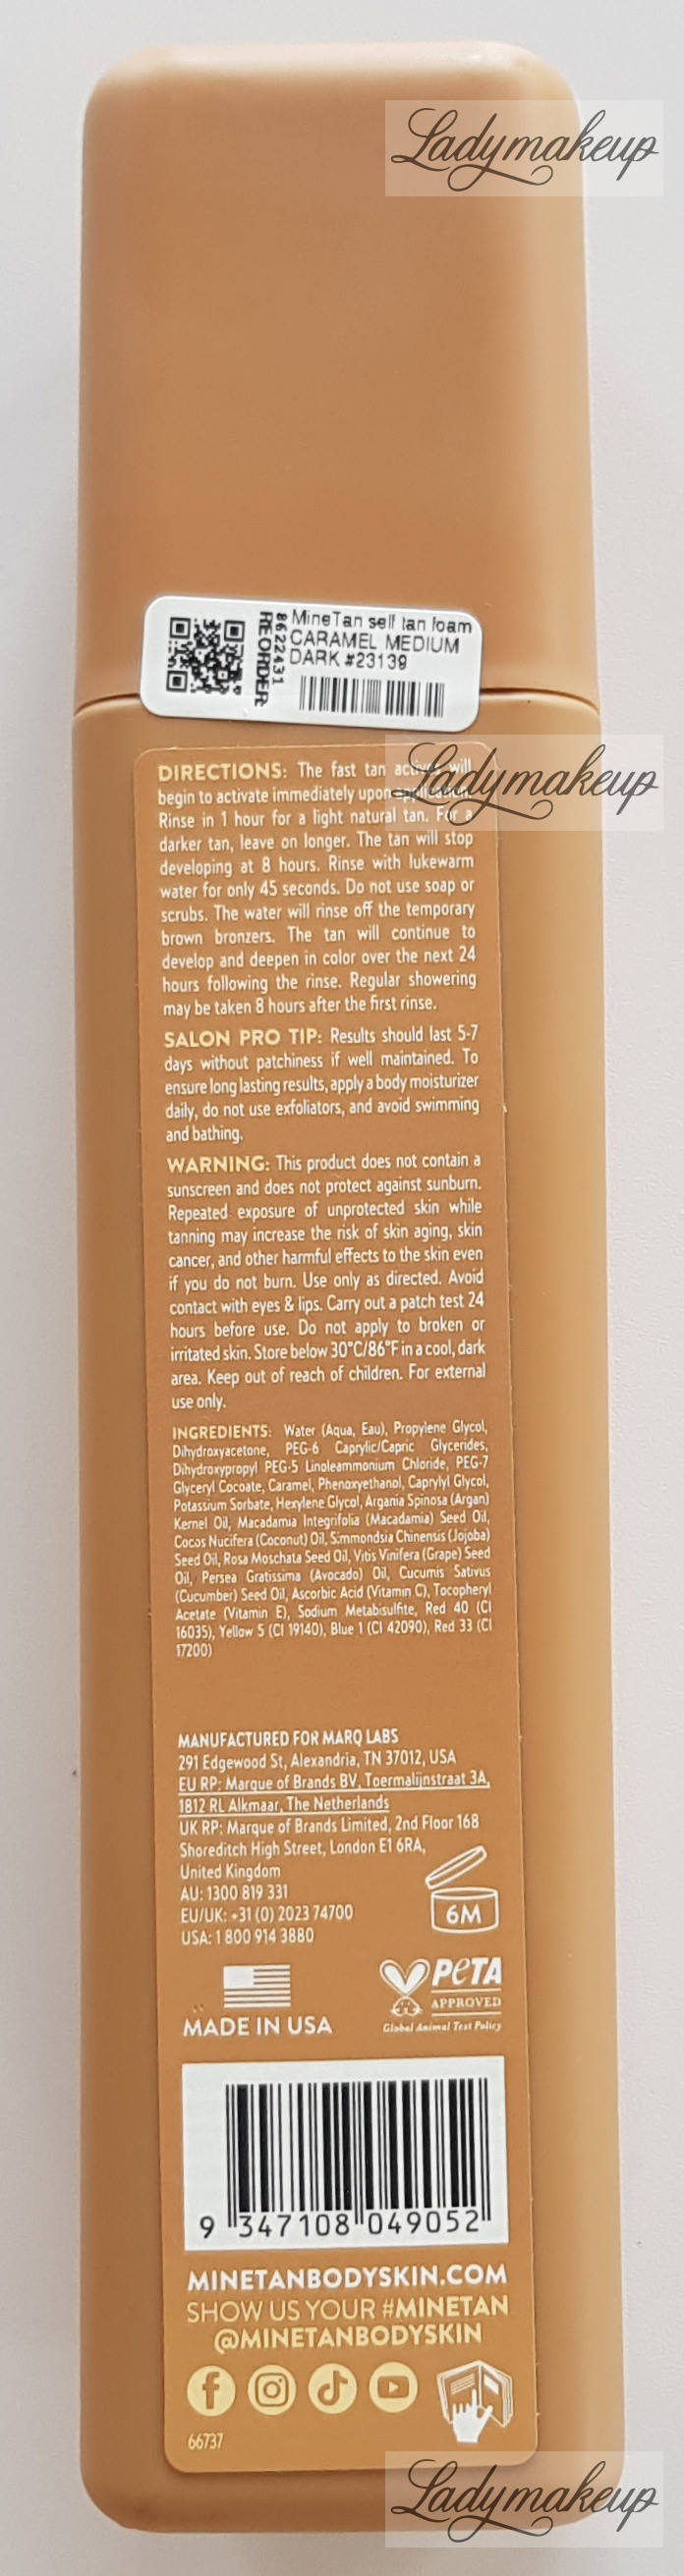 Ladymakeup
MineTan self tan foam
CARAMEL MEDIUM
DARK #23139
8622431
REORDER
Ladymakeup
DIRECTIONS: The fast tan actives will
begin to activate immediately upon application.
Rinse in 1 hour for a light natural tan. For a
darker tan, leave on longer. The tan will stop
developing at 8 hours. Rinse with lukewarm
water for only 45 seconds. Do not use soap or
scrubs. The water will rinse off the temporary
brown bronzers. The tan will continue to
develop and deepen in color over the next 24
hours following the rinse. Regular showering
may be taken 8 hours after the first rinse.
SALON PRO TIP: Results should last 5-7
days without patchiness if well maintained. To
ensure long lasting results, apply a body moisturizer
daily, do not use exfoliators, and avoid swimming
and bathing.
WARNING: This product does not contain a
sunscreen and does not protect against sunburn.
Repeated exposure of unprotected skin while
tanning may increase the risk of skin aging, skin
cancer, and other harmful effects to the skin even
if you do not burn. Use only as directed. Avoid
contact with eyes & lips. Carry out a patch test 24
hours before use. Do not apply to broken or
irritated skin. Store below 30°C/86°F in a cool, dark
area. Keep out of reach of children. For external
use only.
INGREDIENTS: Water (Aqua, Eau), Propylene Glycol,
Dihydroxyacetone, PEG-6 Caprylic/Capric Glycerides,
Dihydroxypropyl PEG-5 Linoleammonium Chloride, PEG-7
Glyceryl Cocoate, Caramel, Phenoxyethanol, Caprylyl Glycol,
Potassium Sorbate, Hexylene Glycol, Argania Spinosa (Argan)
Kernel Oil, Macadamia Integrifolia (Macadamia) Seed Oil,
Cocos Nucifera (Coconut) Oil, Simmondsia Chinensis (Jojoba)
Seed Oil, Rosa Moschata Seed Oil, Vitis Vinifera (Grape) Seed
Oil, Persea Gratissima (Avocado) Oil, Cucumis Sativus
(Cucumber) Seed Oil, Ascorbic Acid (Vitamin C), Tocopheryl
Acetate (Vitamin E), Sodium Metabisulfite, Red 40 (CI
16035), Yellow 5 (CI 19140), Blue 1 (CI 42090), Red 33 (CI
17200)
MANUFACTURED FOR MARQ LABS
291 Edgewood St, Alexandria, TN 37012, USA
EU RP: Marque of Brands BV, Toermalijnstraat 3A,
1812 RL Alkmaar, The Netherlands
UK RP: Marque of Brands Limited, 2nd Floor 168
Shoreditch High Street, London E1 6RA,
United Kingdom
AU: 1300 819 331
EU/UK: +31 (0) 2023 74700
USA: 1 800 914 3880
6M
PeTA
APPROVED
Global Animal Test Policy
MADE IN USA
9 347108 049052
MINETANBODYSKIN.COM
SHOW US YOUR #MINETAN
@MINETANBODYSKIN
66737
Ladymakeup